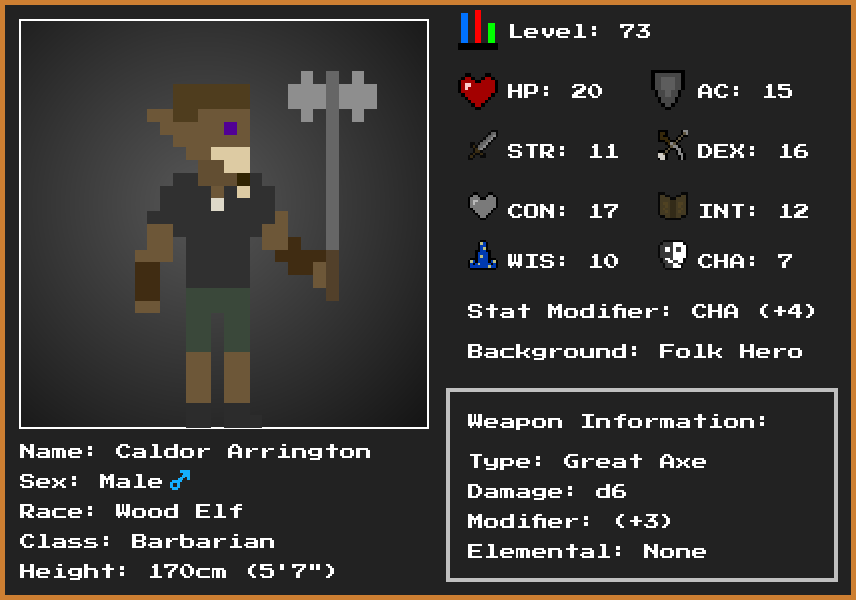 Level: 73
HP: 20 AC: 15
STR: 11 DEX: 16
CON: 17 INT: 12
WIS: 10 CHA: 7
Stat Modifier: CHA (+4)
Background: Folk Hero
Weapon Information:
Type: Great Axe
Damage: d6
Modifier: (+3)
Elemental: None
Name: Caldor Arrington
Sex: Male ♂
Race: Wood Elf
Class: Barbarian
Height: 170cm (5'7")